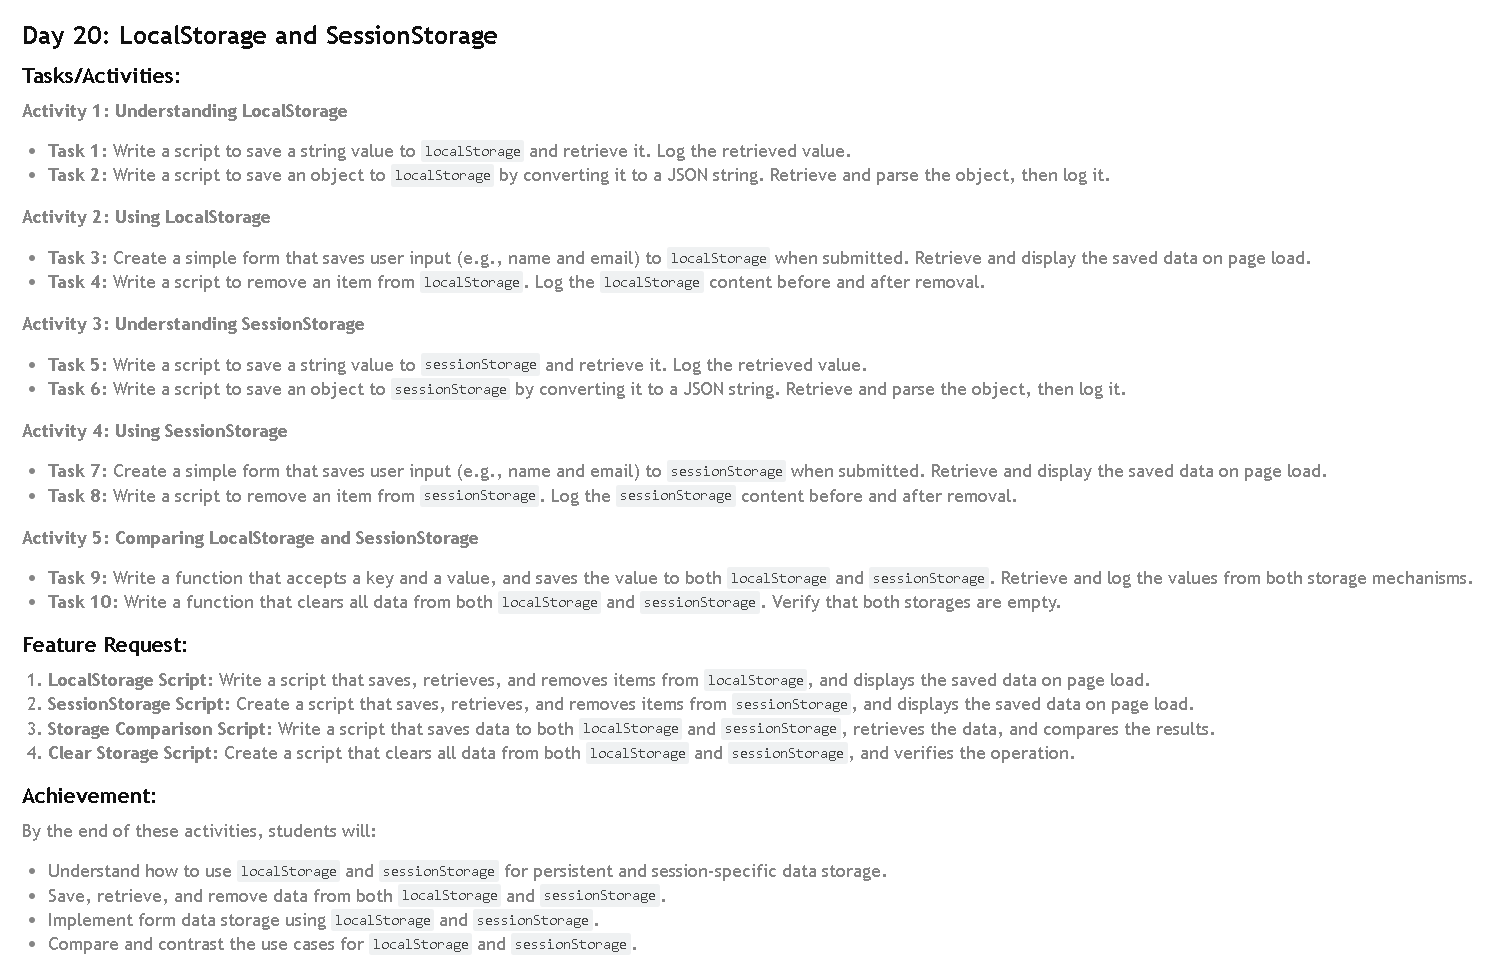 Day 20: LocalStorage and SessionStorage
Tasks/Activities:
Activity 1: Understanding LocalStorage
• Task 1: Write a script to save a string value to localStorage and retrieve it. Log the retrieved value.
• Task 2: Write a script to save an object to localStorage by converting it to a JSON string. Retrieve and parse the object, then log it.
Activity 2: Using LocalStorage
• Task 3: Create a simple form that saves user input (e.g., name and email) to localStorage when submitted. Retrieve and display the saved data on page load.
• Task 4: Write a script to remove an item from localStorage. Log the localStorage content before and after removal.
Activity 3: Understanding SessionStorage
• Task 5: Write a script to save a string value to sessionStorage and retrieve it. Log the retrieved value.
• Task 6: Write a script to save an object to sessionStorage by converting it to a JSON string. Retrieve and parse the object, then log it.
Activity 4: Using SessionStorage
• Task 7: Create a simple form that saves user input (e.g., name and email) to sessionStorage when submitted. Retrieve and display the saved data on page load.
• Task 8: Write a script to remove an item from sessionStorage. Log the sessionStorage content before and after removal.
Activity 5: Comparing LocalStorage and SessionStorage
• Task 9: Write a function that accepts a key and a value, and saves the value to both localStorage and sessionStorage. Retrieve and log the values from both storage mechanisms.
• Task 10: Write a function that clears all data from both localStorage and sessionStorage. Verify that both storages are empty.
Feature Request:
1. LocalStorage Script: Write a script that saves, retrieves, and removes items from localStorage, and displays the saved data on page load.
2. SessionStorage Script: Create a script that saves, retrieves, and removes items from sessionStorage, and displays the saved data on page load.
3. Storage Comparison Script: Write a script that saves data to both localStorage and sessionStorage, retrieves the data, and compares the results.
4. Clear Storage Script: Create a script that clears all data from both localStorage and sessionStorage, and verifies the operation.
Achievement:
By the end of these activities, students will:
• Understand how to use localStorage and sessionStorage for persistent and session-specific data storage.
• Save, retrieve, and remove data from both localStorage and sessionStorage.
• Implement form data storage using localStorage and sessionStorage.
• Compare and contrast the use cases for localStorage and sessionStorage.